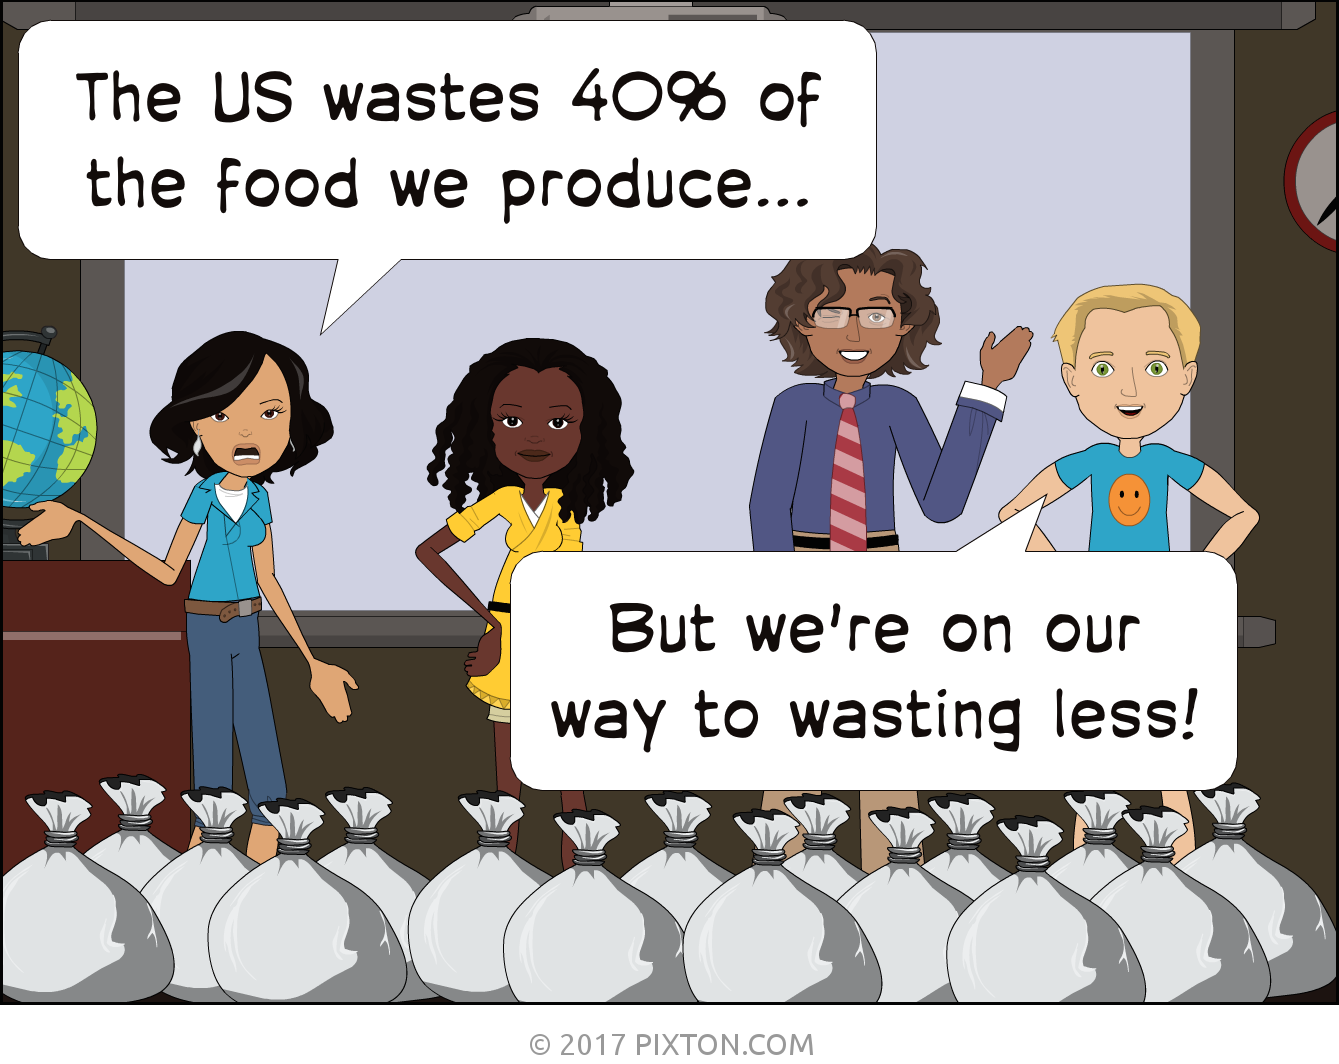 The US wastes 40% of
the food we produce...
But we're on our
way to wasting less!
© 2017 PIXTON.COM